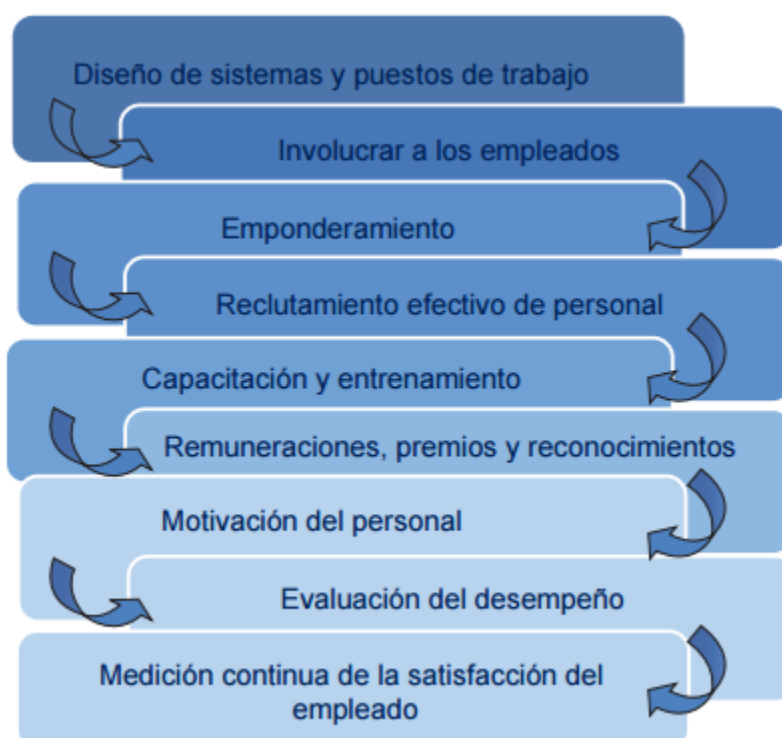 Diseño de sistemas y puestos de trabajo
Involucrar a los empleados
Emponderamiento
Reclutamiento efectivo de personal
Capacitación y entrenamiento
Remuneraciones, premios y reconocimientos
Motivación del personal
Evaluación del desempeño
Medición continua de la satisfacción del
empleado